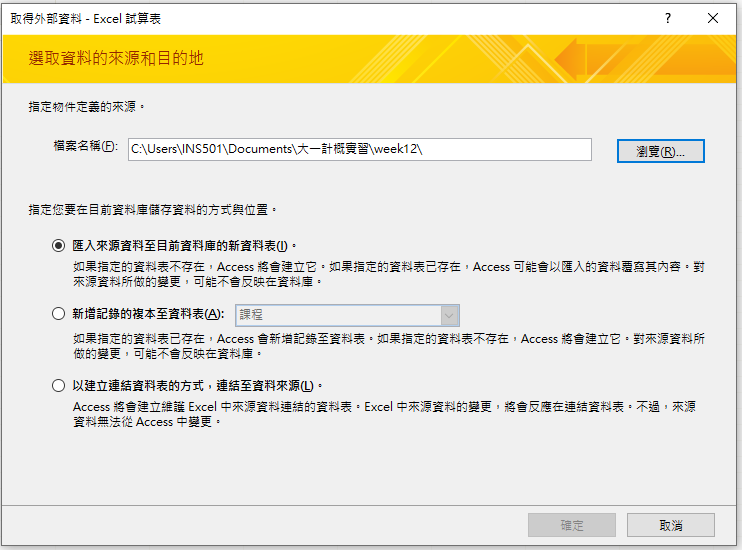 取得外部資料 - Excel 試算表
?
選取資料的來源和目的地
指定物件定義的來源。
檔案名稱(F): C:\Users\INS501\Documents\大一計概實習\week12\ 瀏覽(R)...
指定您要在目前資料庫儲存資料的方式與位置。
匯入來源資料至目前資料庫的新資料表(I)。
如果指定的資料表不存在，Access 將會建立它。如果指定的資料表已存在，Access 可能會以匯入的資料覆寫其內容。對
來源資料所做的變更，可能不會反映在資料庫。
新增記錄的複本至資料表(A): 課程
如果指定的資料表已存在，Access 會新增記錄至資料表。如果指定的資料表不存在，Access 將會建立它。對來源資料所
做的變更，可能不會反映在資料庫。
以建立連結資料表的方式，連結至資料來源(L)。
Access 將會建立維護 Excel 中來源資料連結的資料表。Excel 中來源資料的變更，將會反應在連結資料表。不過，來源
資料無法從 Access 中變更。
確定 取消